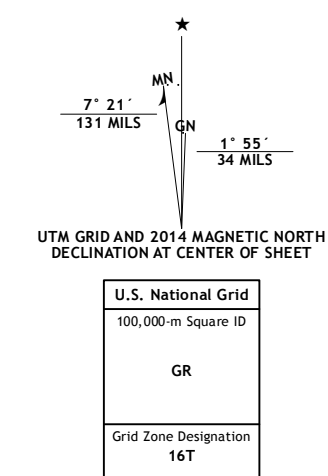 MN
7° 21´
131 MILS
GN
1° 55´
34 MILS
UTM GRID AND 2014 MAGNETIC NORTH
DECLINATION AT CENTER OF SHEET
U.S. National Grid
100,000-m Square ID
GR
Grid Zone Designation
16T